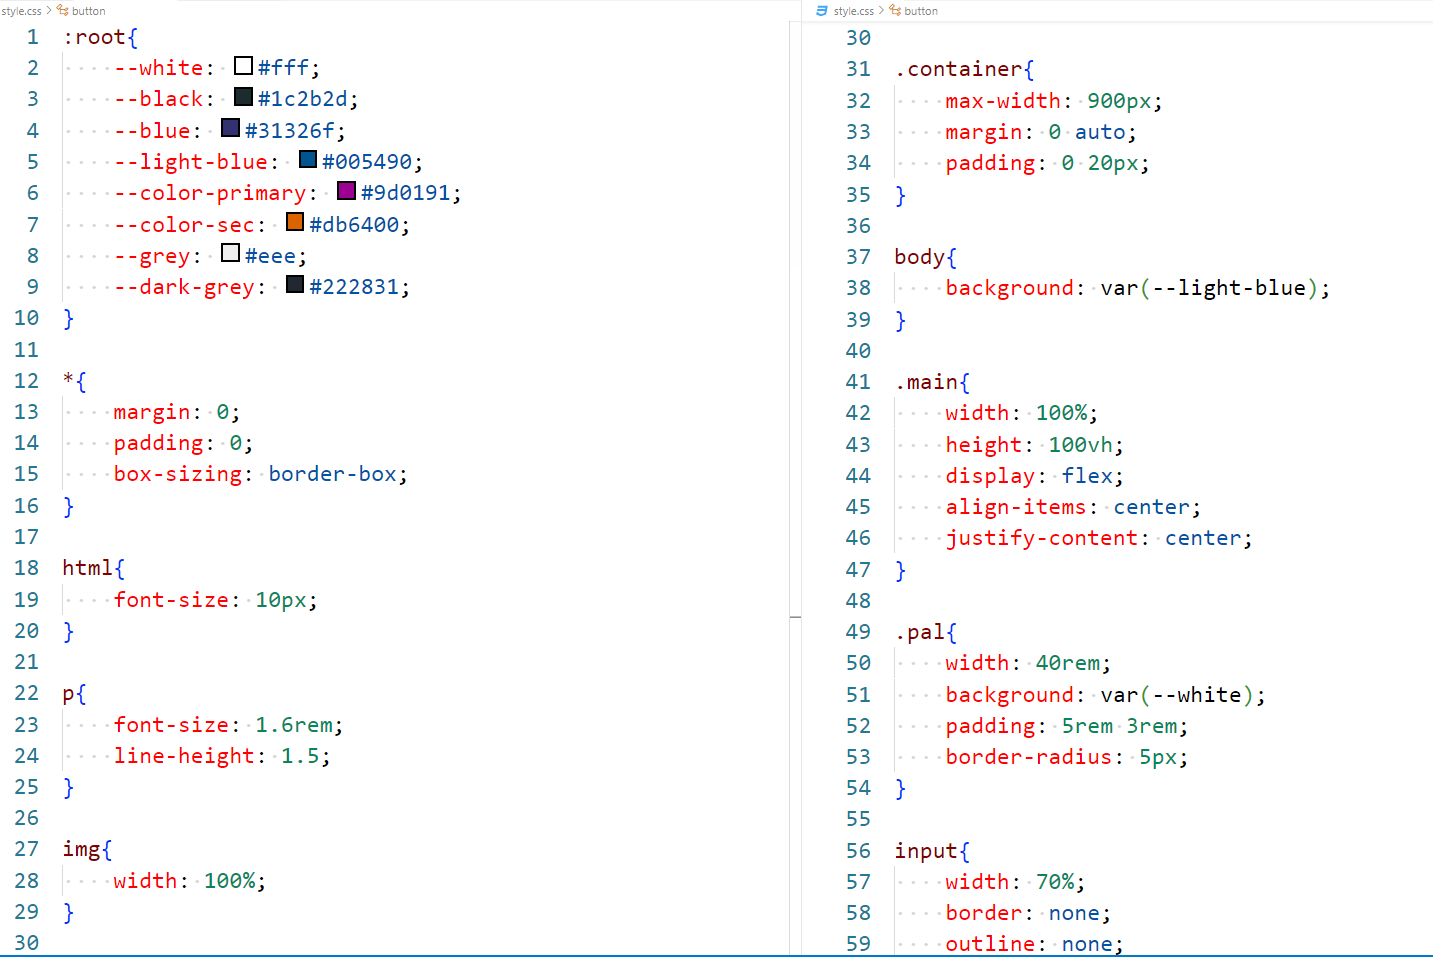 style.css > button
1 :root{
2 --white: #fff;
3 --black: #1c2b2d;
4 --blue: #31326f;
5 --light-blue: #005490;
6 --color-primary: #9d0191;
7 --color-sec: #db6400;
8 --grey: #eee;
9 --dark-grey: #222831;
10 }
11
12 *{
13 margin: 0;
14 padding: 0;
15 box-sizing: border-box;
16 }
17
18 html{
19 font-size: 10px;
20 }
21
22 p{
23 font-size: 1.6rem;
24 line-height: 1.5;
25 }
26
27 img{
28 width: 100%;
29 }
30
style.css > button
30
31 .container{
32 max-width: 900px;
33 margin: 0 auto;
34 padding: 0 20px;
35 }
36
37 body{
38 background: var(--light-blue);
39 }
40
41 .main{
42 width: 100%;
43 height: 100vh;
44 display: flex;
45 align-items: center;
46 justify-content: center;
47 }
48
49 .pal{
50 width: 40rem;
51 background: var(--white);
52 padding: 5rem 3rem;
53 border-radius: 5px;
54 }
55
56 input{
57 width: 70%;
58 border: none;
59 outline: none;